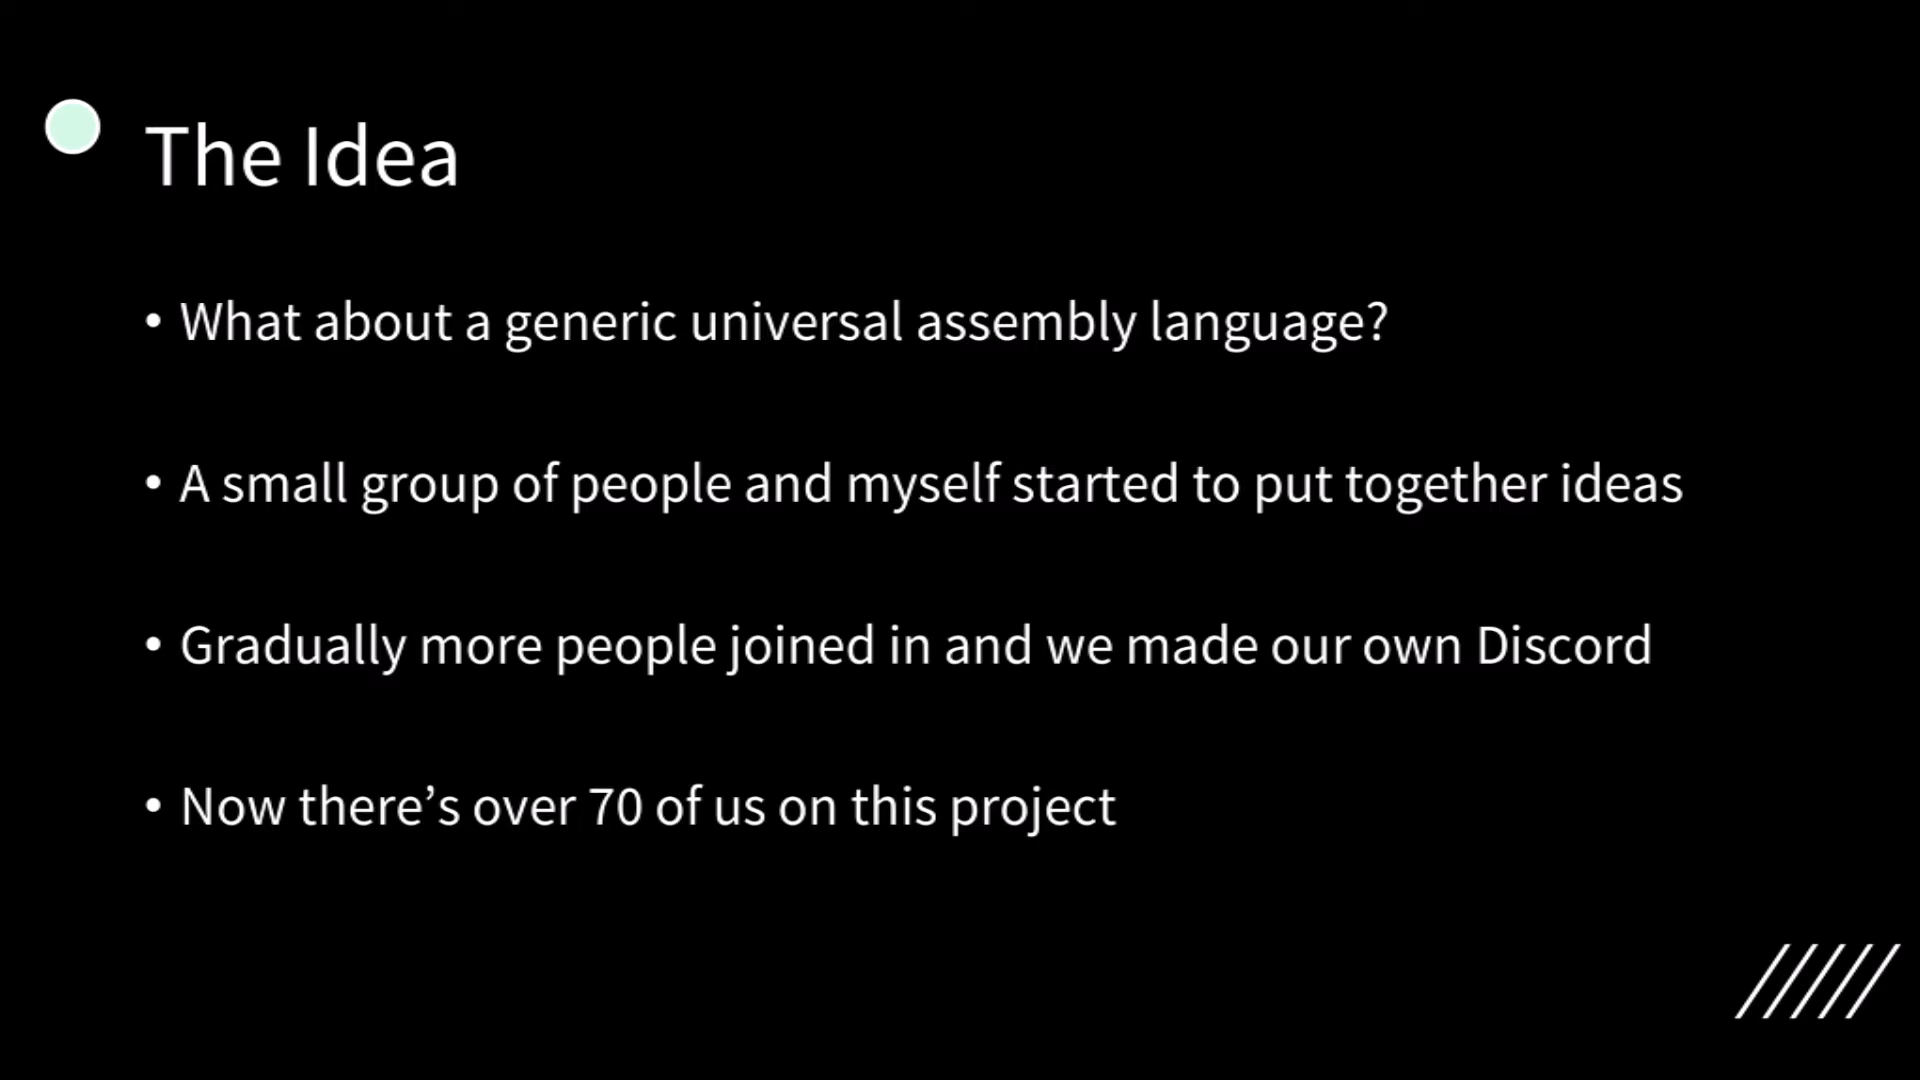 The Idea
• What about a generic universal assembly language?
• A small group of people and myself started to put together ideas
• Gradually more people joined in and we made our own Discord
• Now there’s over 70 of us on this project